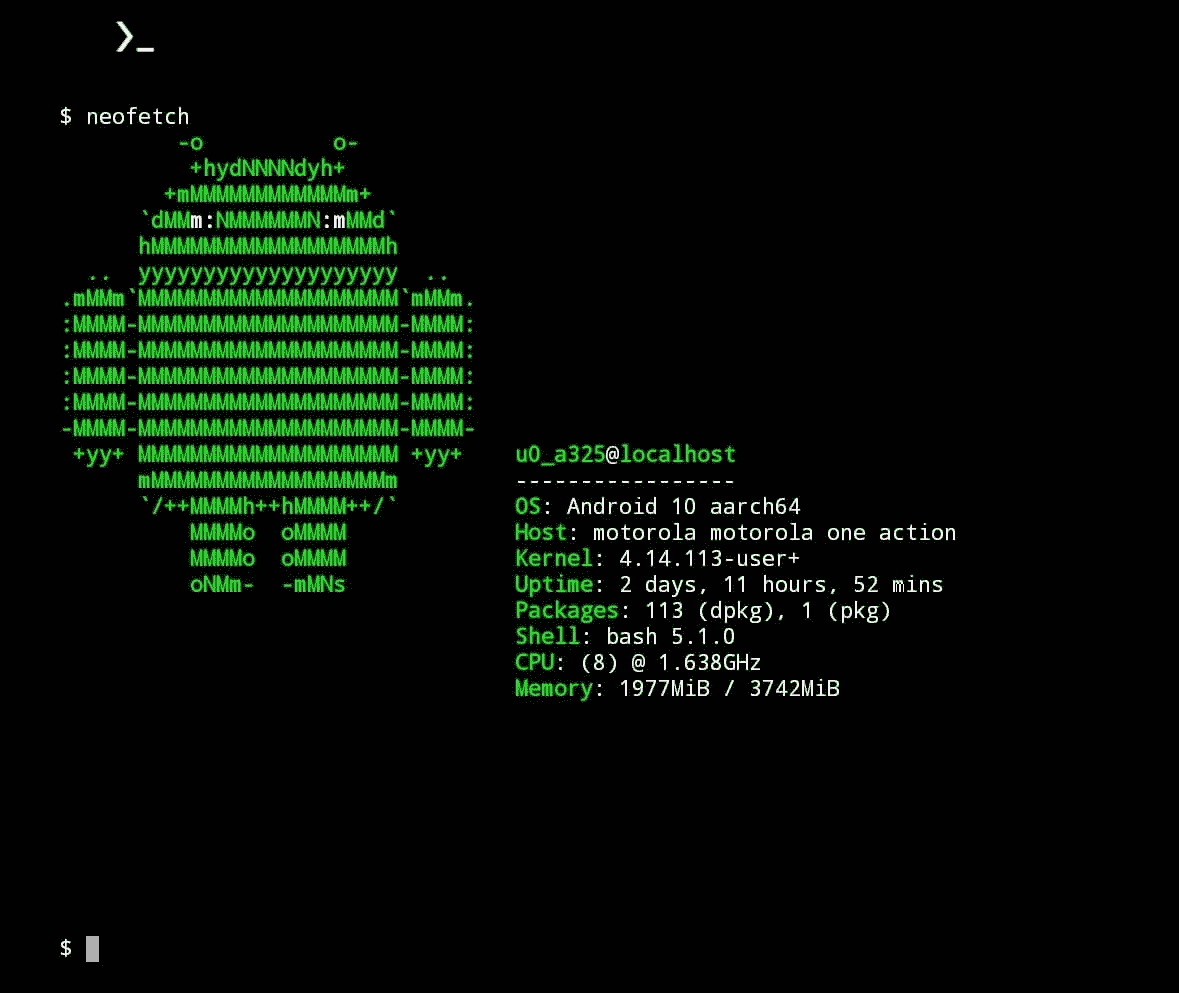 ❯_
$ neofetch
         -o          o-
          +hydNNNNdyh+
        +mMMMMMMMMMMMMm+
      `dMMm:NMMMMMMN:mMMd`
      hMMMMMMMMMMMMMMMMMMh
  ..  yyyyyyyyyyyyyyyyyyyy  ..
.mMMm`MMMMMMMMMMMMMMMMMMMM`mMMm.
:MMMM-MMMMMMMMMMMMMMMMMMMM-MMMM:
:MMMM-MMMMMMMMMMMMMMMMMMMM-MMMM:
:MMMM-MMMMMMMMMMMMMMMMMMMM-MMMM:
:MMMM-MMMMMMMMMMMMMMMMMMMM-MMMM:
-MMMM-MMMMMMMMMMMMMMMMMMMM-MMMM-
 +yy+ MMMMMMMMMMMMMMMMMMMM +yy+   u0_a325@localhost
      mMMMMMMMMMMMMMMMMMMm        -----------------
      `/++MMMMh++hMMMM++/`        OS: Android 10 aarch64
          MMMMo  oMMMM            Host: motorola motorola one action
          MMMMo  oMMMM            Kernel: 4.14.113-user+
          oNMm-  -mMNs            Uptime: 2 days, 11 hours, 52 mins
                                  Packages: 113 (dpkg), 1 (pkg)
                                  Shell: bash 5.1.0
                                  CPU: (8) @ 1.638GHz
                                  Memory: 1977MiB / 3742MiB
$